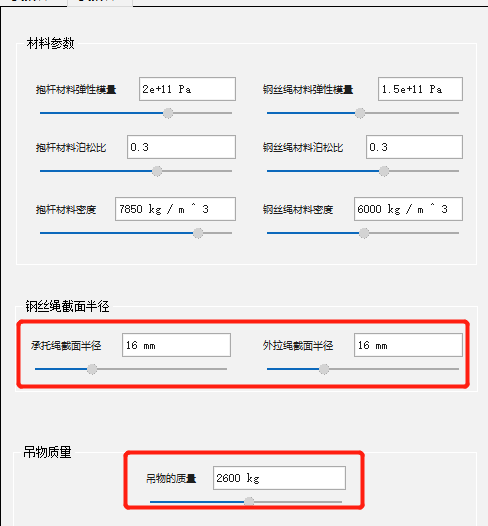 材料参数
抱杆材料弹性模量 2e+11 Pa 钢丝绳材料弹性模量 1.5e+11 Pa
抱杆材料泊松比 0.3 钢丝绳材料泊松比 0.3
抱杆材料密度 7850 kg / m ^ 3 钢丝绳材料密度 6000 kg / m ^ 3
钢丝绳截面半径
承托绳截面半径 16 mm 外拉绳截面半径 16 mm
吊物质量
吊物的质量 2600 kg